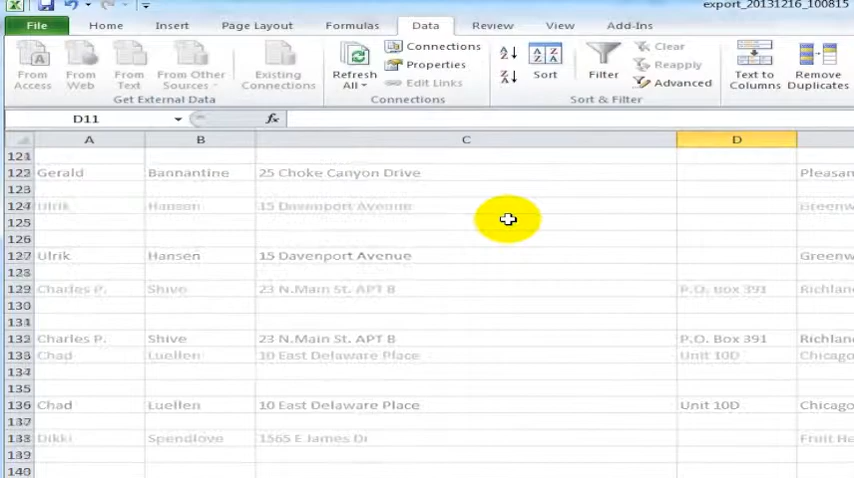 export_20131216_100815
File Home Insert Page Layout Formulas Data Review View Add-Ins
From Access From Web From Text From Other Sources Existing Connections Refresh All Connections Properties Edit Links Sort Filter Clear Reapply Advanced Text to Columns Remove Duplicates
Get External Data Connections Sort & Filter
D11 fx
A B C D
121
122 Gerald Bannantine 25 Choke Canyon Drive Pleasan
123
124 Ulrik Hansen 15 Davenport Avenue Greenw
125
126
127 Ulrik Hansen 15 Davenport Avenue Greenw
128
129 Charles P. Shive 23 N.Main St. APT B P.O. Box 391 Richlan
130
131
132 Charles P. Shive 23 N.Main St. APT B P.O. Box 391 Richlan
133 Chad Luellen 10 East Delaware Place Unit 10D Chicago
134
135
136 Chad Luellen 10 East Delaware Place Unit 10D Chicago
137
138 Dikki Spendlove 1565 E James Dr Fruit He
139
140